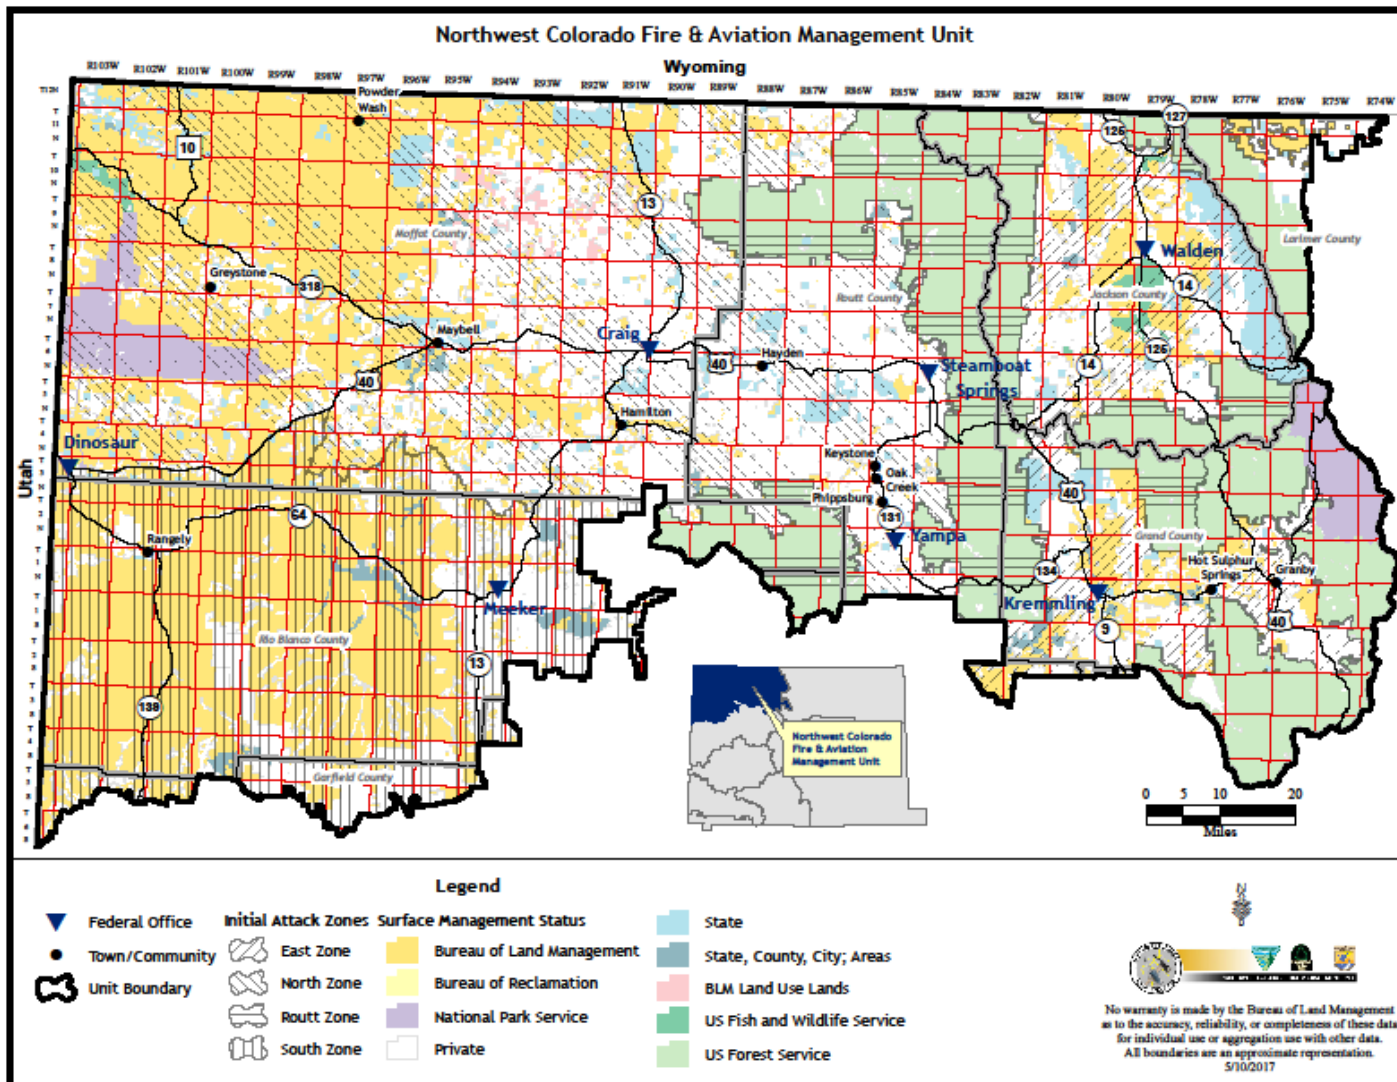 Northwest Colorado Fire & Aviation Management Unit
Wyoming
R103W R102W R101W R100W R99W R98W R97W R96W R95W R94W R93W R92W R91W R90W R89W R88W R87W R86W R85W R84W R83W R82W R81W R80W R79W R78W R77W R76W R75W R74W
Powder
Wash
10
13
126
127
Moffat County
Greystone
318
Maybell
Craig
40
Hayden
40
Hamilton
Routt County
Steamboat
Springs
Walden
14
Jackson County
14
125
Larimer County
Dinosaur
Utah
64
Rangely
Meeker
Rio Blanco County
13
139
Garfield County
Keystone
Oak
Creek
Phippsburg
131
Yampa
40
134
Kremmling
9
Grand County
Hot Sulphur
Springs
Granby
40
Northwest Colorado
Fire & Aviation
Management Unit
0 5 10 20
Miles
Legend
Federal Office
Town/Community
Unit Boundary
Initial Attack Zones
East Zone
North Zone
Routt Zone
South Zone
Surface Management Status
Bureau of Land Management
Bureau of Reclamation
National Park Service
Private
State
State, County, City; Areas
BLM Land Use Lands
US Fish and Wildlife Service
US Forest Service
N
No warranty is made by the Bureau of Land Management
as to the accuracy, reliability, or completeness of these data
for individual use or aggregation use with other data.
All boundaries are an approximate representation.
5/10/2017